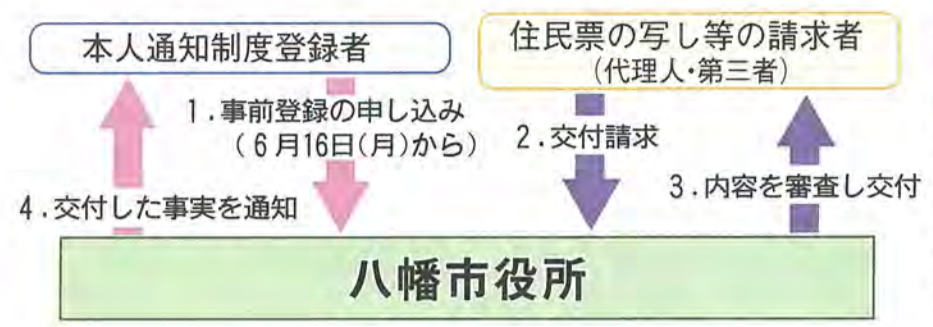 本人通知制度登録者
住民票の写し等の請求者
(代理人・第三者)
1.事前登録の申し込み
(6月16日(月)から)
2.交付請求
3.内容を審査し交付
4.交付した事実を通知
八幡市役所